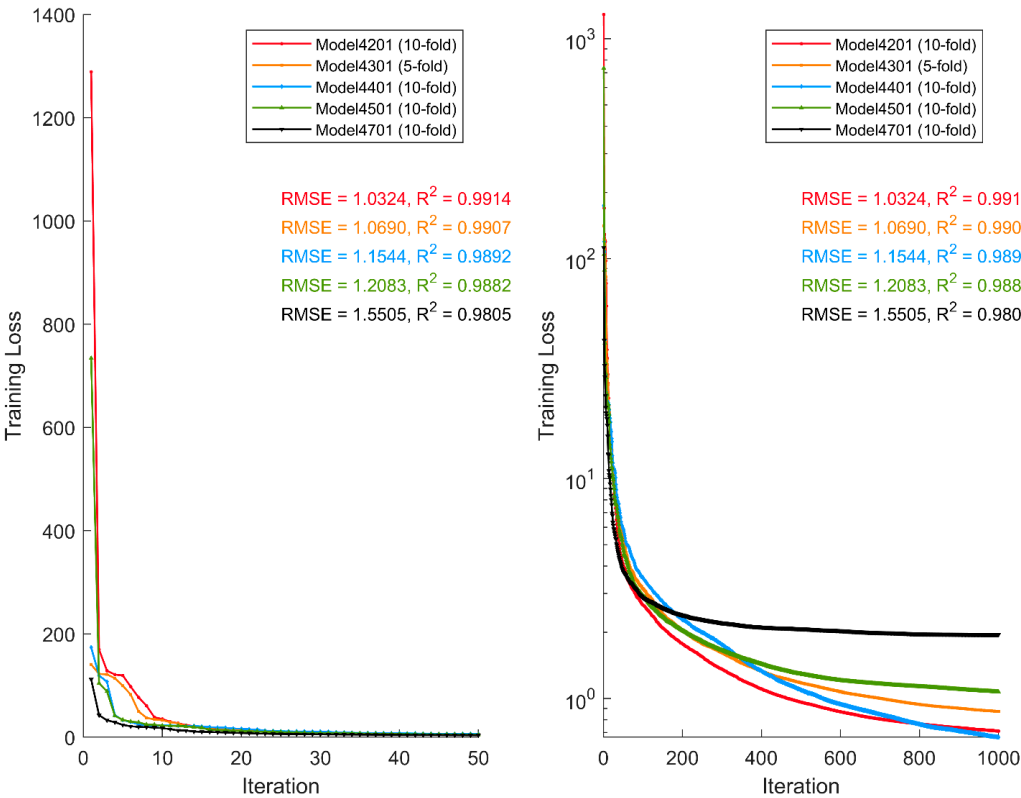 1400
1200
1000
800
600
400
200
0
0
10
20
30
40
50
Training Loss
Iteration
Model4201 (10-fold)
Model4301 (5-fold)
Model4401 (10-fold)
Model4501 (10-fold)
Model4701 (10-fold)
RMSE = 1.0324, R² = 0.9914
RMSE = 1.0690, R² = 0.9907
RMSE = 1.1544, R² = 0.9892
RMSE = 1.2083, R² = 0.9882
RMSE = 1.5505, R² = 0.9805
10³
10²
10¹
10⁰
0
200
400
600
800
1000
Training Loss
Iteration
Model4201 (10-fold)
Model4301 (5-fold)
Model4401 (10-fold)
Model4501 (10-fold)
Model4701 (10-fold)
RMSE = 1.0324, R² = 0.991
RMSE = 1.0690, R² = 0.990
RMSE = 1.1544, R² = 0.989
RMSE = 1.2083, R² = 0.988
RMSE = 1.5505, R² = 0.980